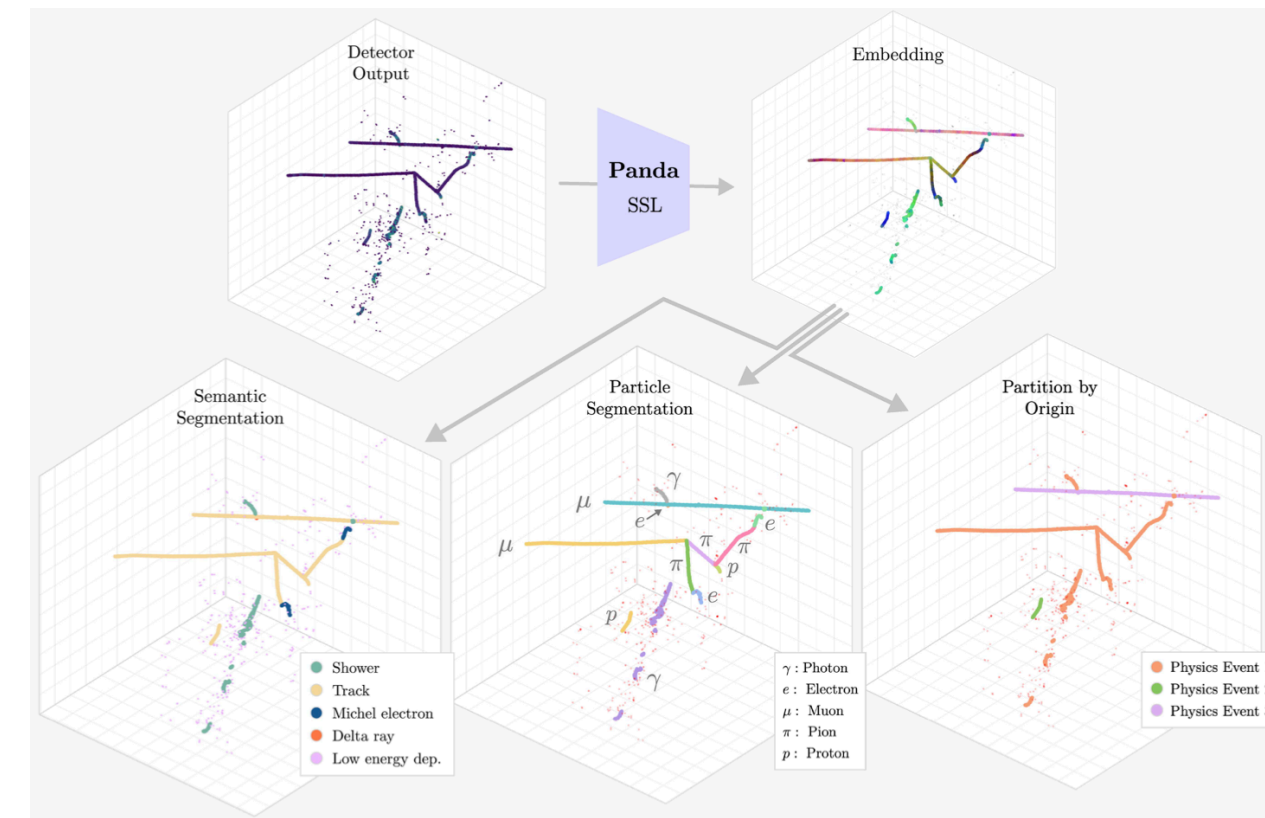 Detector
Output
Embedding
Panda
SSL
Semantic
Segmentation
Particle
Segmentation
Partition by
Origin
γ
μ
e
e
μ
π
π
π
p
e
p
γ
Shower
Track
Michel electron
Delta ray
Low energy dep.
γ : Photon
e : Electron
μ : Muon
π : Pion
p : Proton
Physics Event
Physics Event
Physics Event